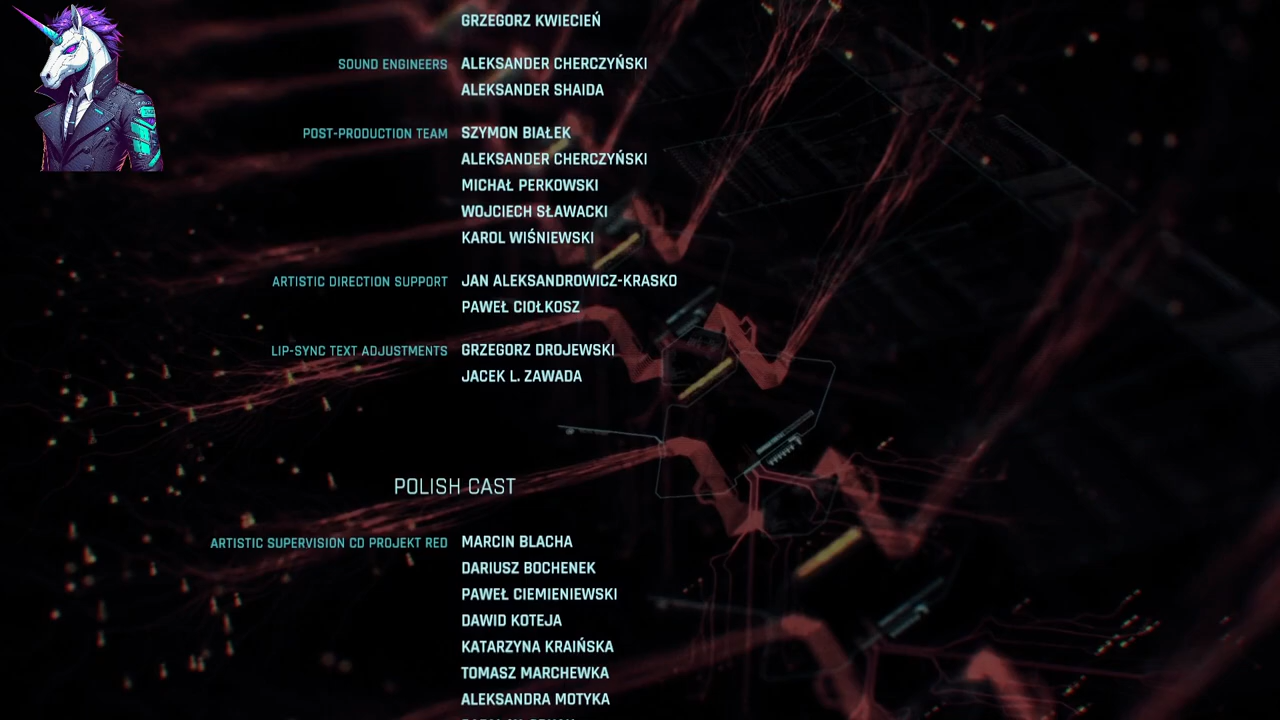 GRZEGORZ KWIECIEŃ
SOUND ENGINEERS ALEKSANDER CHERCZYŃSKI
ALEKSANDER SHAIDA
POST-PRODUCTION TEAM SZYMON BIAŁEK
ALEKSANDER CHERCZYŃSKI
MICHAŁ PERKOWSKI
WOJCIECH SŁAWACKI
KAROL WIŚNIEWSKI
ARTISTIC DIRECTION SUPPORT JAN ALEKSANDROWICZ-KRASKO
PAWEŁ CIOŁKOSZ
LIP-SYNC TEXT ADJUSTMENTS GRZEGORZ DROJEWSKI
JACEK L. ZAWADA
POLISH CAST
ARTISTIC SUPERVISION CD PROJEKT RED MARCIN BLACHA
DARIUSZ BOCHENEK
PAWEŁ CIEMIENIEWSKI
DAWID KOTEJA
KATARZYNA KRAIŃSKA
TOMASZ MARCHEWKA
ALEKSANDRA MOTYKA